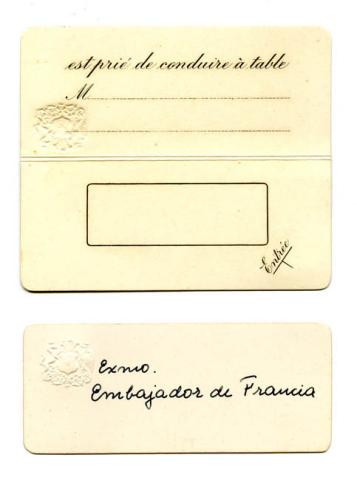 est prié de conduire à table
M
Entrée
Exmo.
Embajador de Francia